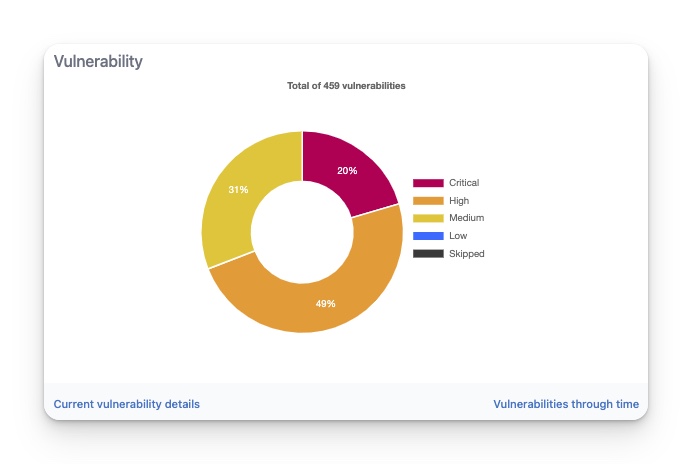 Vulnerability
Total of 459 vulnerabilities
20%
31%
49%
Critical
High
Medium
Low
Skipped
Current vulnerability details
Vulnerabilities through time